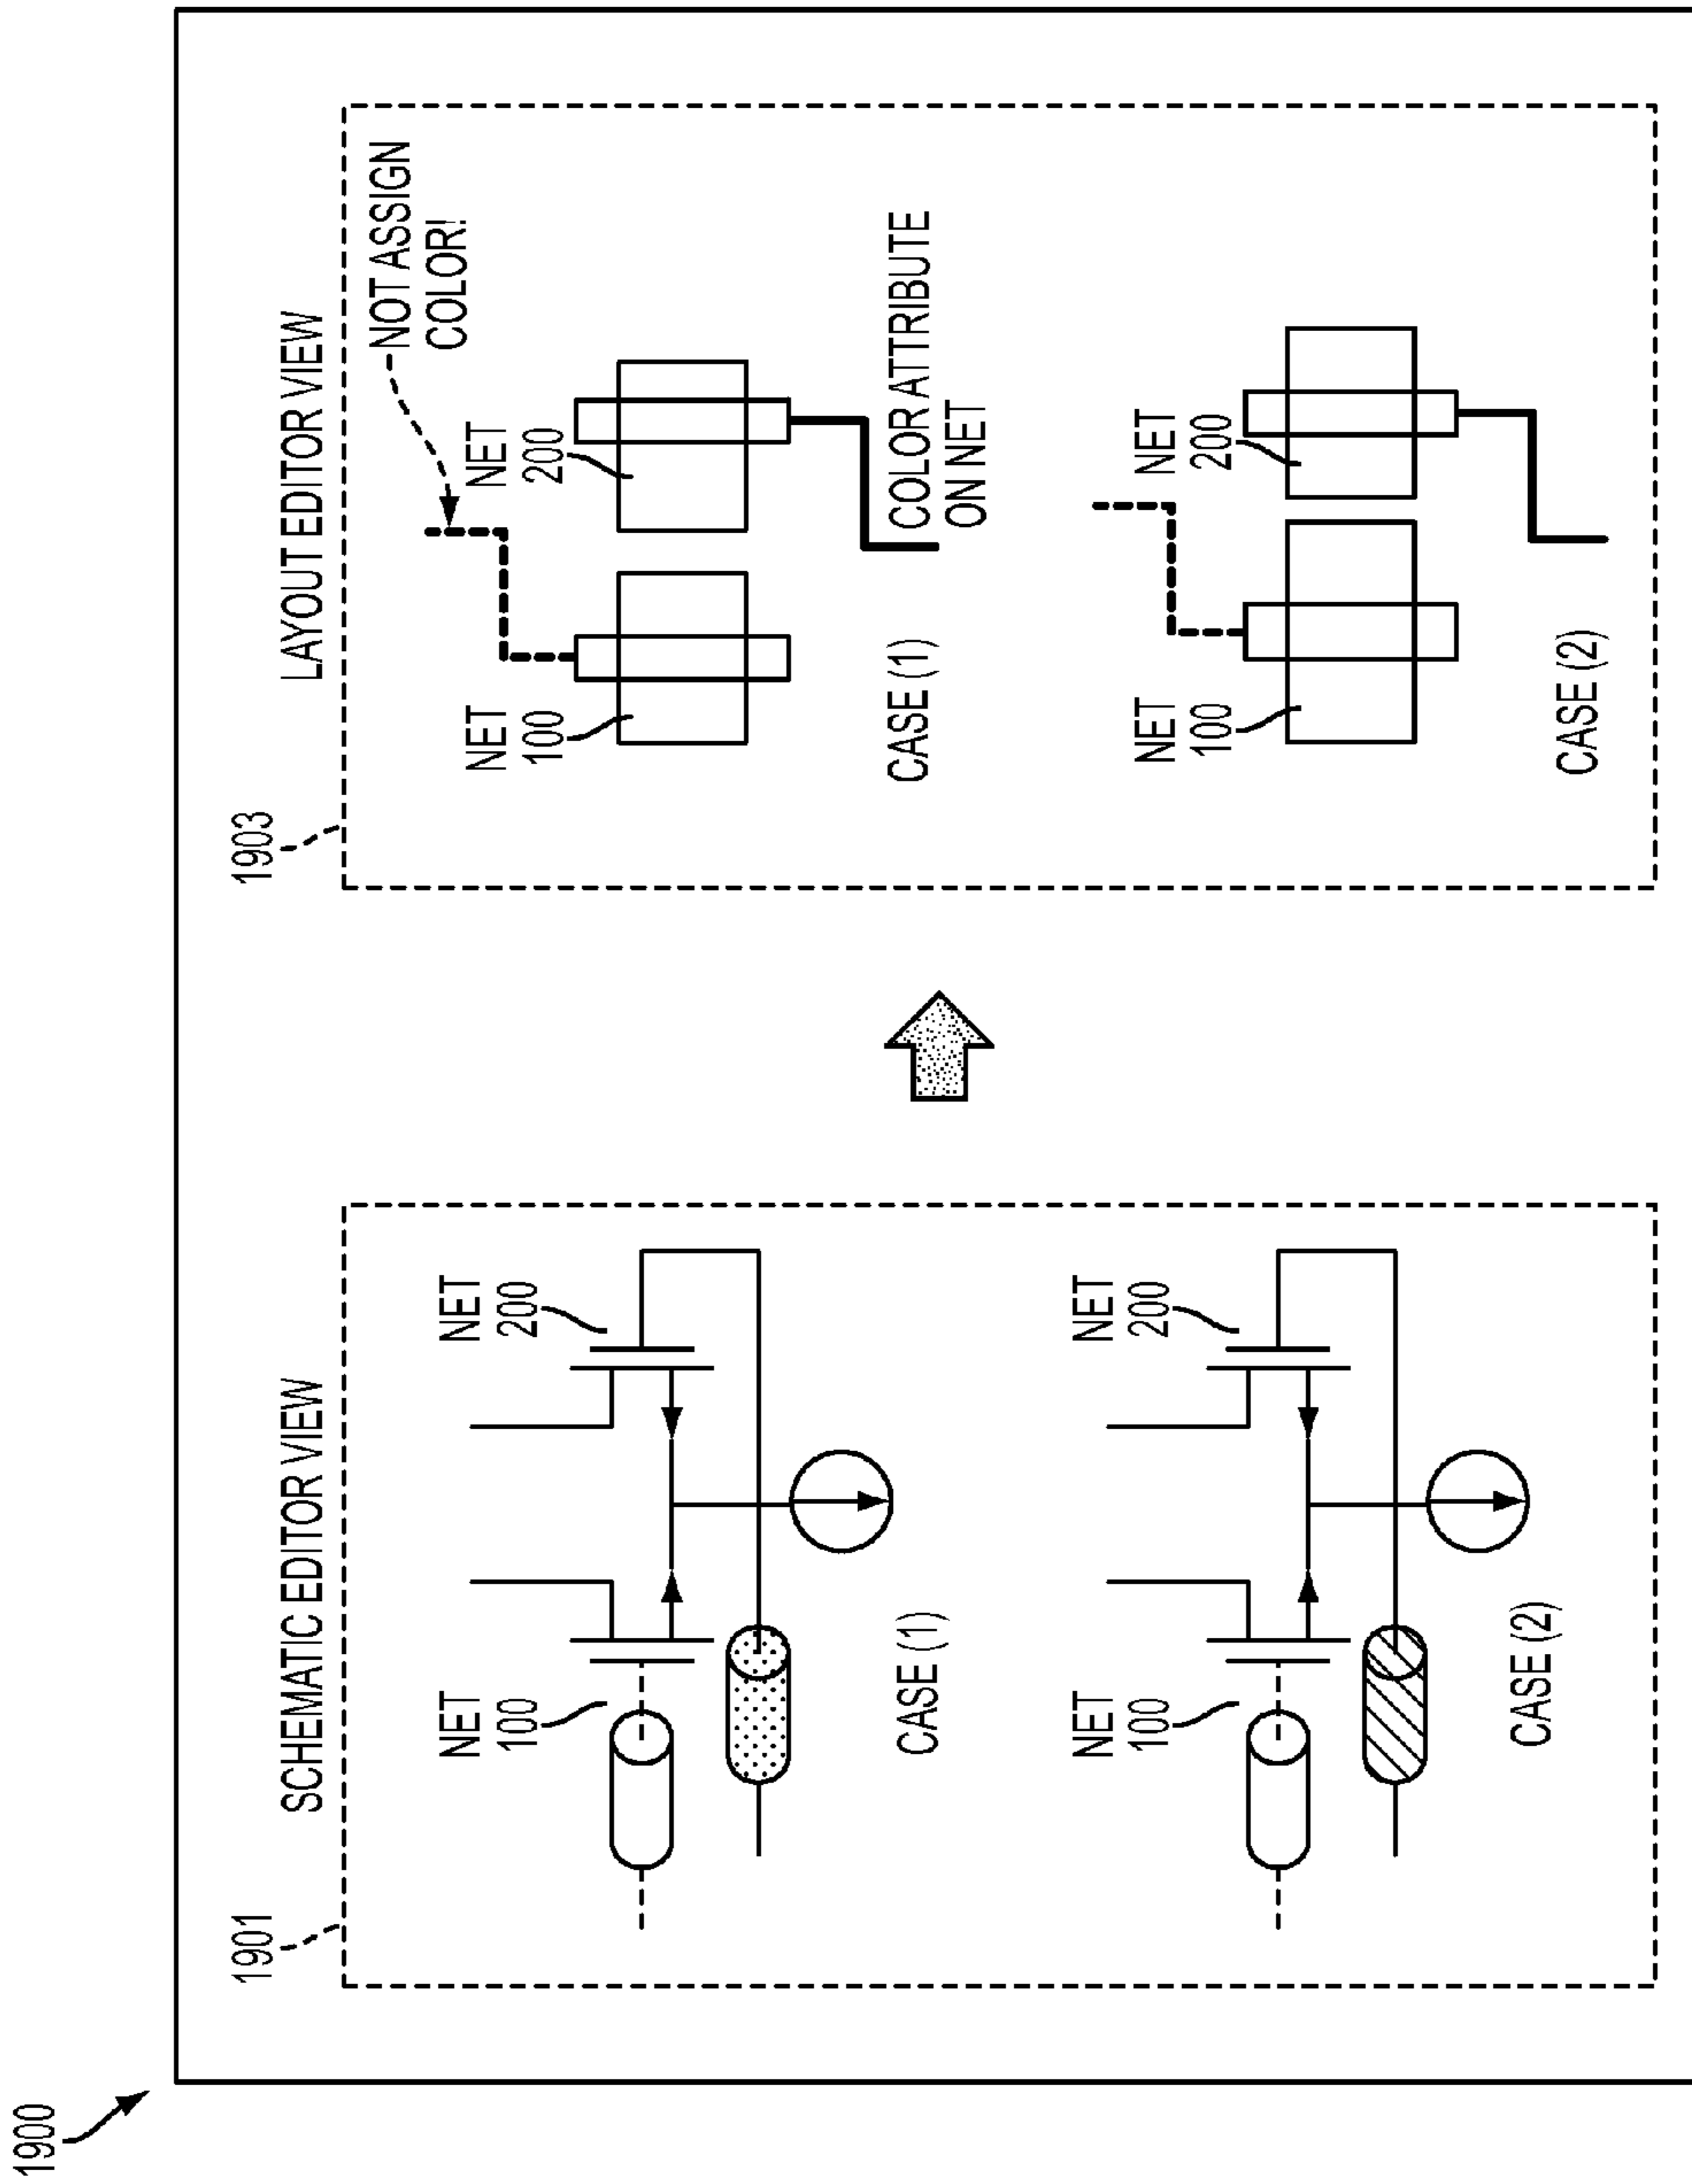 1900
1901
SCHEMATIC EDITOR VIEW
NET
100
NET
200
CASE (1)
NET
100
NET
200
CASE (2)
1903
LAYOUT EDITOR VIEW
NOT ASSIGN
COLOR!
NET
100
NET
200
CASE (1)
COLOR ATTRIBUTE
ON NET
NET
100
NET
200
CASE (2)